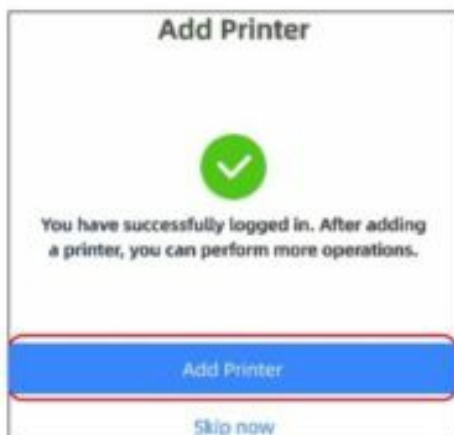 Add Printer
You have successfully logged in. After adding
a printer, you can perform more operations.
Add Printer
Skip now